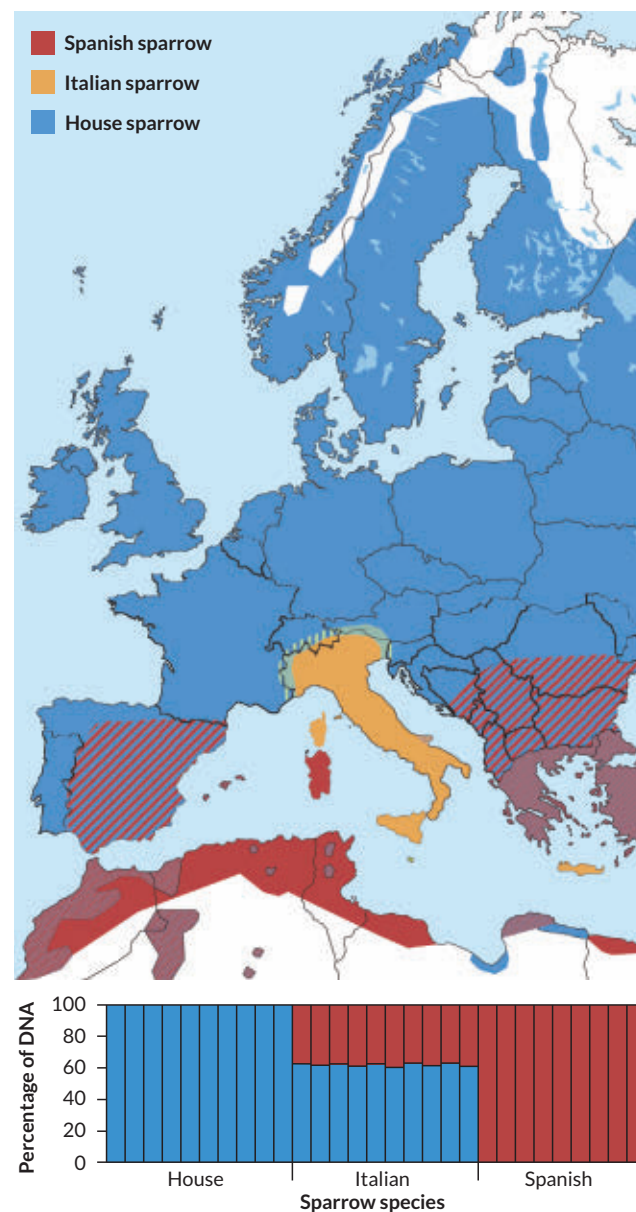 Spanish sparrow
Italian sparrow
House sparrow
100
80
60
40
20
0
Percentage of DNA
House
Italian
Spanish
Sparrow species